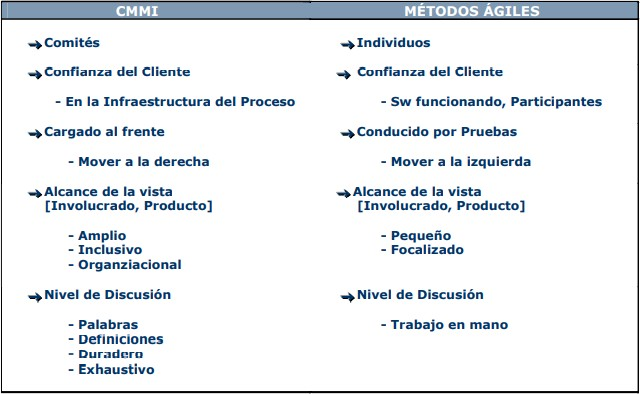 CMMI
Comités
Confianza del Cliente
- En la Infraestructura del Proceso
Cargado al frente
- Mover a la derecha
Alcance de la vista
[Involucrado, Producto]
- Amplio
- Inclusivo
- Organziacional
Nivel de Discusión
- Palabras
- Definiciones
- Duradero
- Exhaustivo
MÉTODOS ÁGILES
Individuos
Confianza del Cliente
- Sw funcionando, Participantes
Conducido por Pruebas
- Mover a la izquierda
Alcance de la vista
[Involucrado, Producto]
- Pequeño
- Focalizado
Nivel de Discusión
- Trabajo en mano